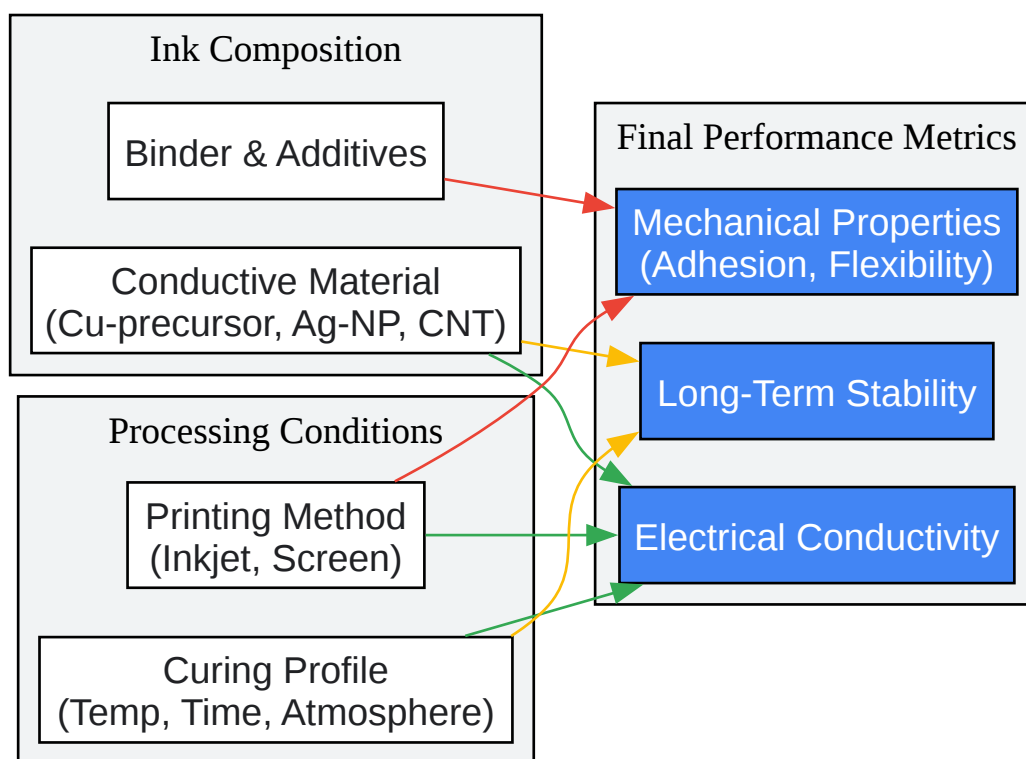 Ink Composition
Binder & Additives
Conductive Material
(Cu-precursor, Ag-NP, CNT)
Processing Conditions
Printing Method
(Inkjet, Screen)
Curing Profile
(Temp, Time, Atmosphere)
Final Performance Metrics
Mechanical Properties
(Adhesion, Flexibility)
Long-Term Stability
Electrical Conductivity